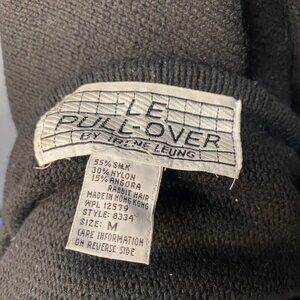 LE
PULL-OVER
BY IRENE LEUNG
55% SILK
30% NYLON
15% ANGORA
RABBIT HAIR
MADE IN HONG KONG
WPL 12579
STYLE: 8334
SIZE: M
CARE INFORMATION
ON REVERSE SIDE